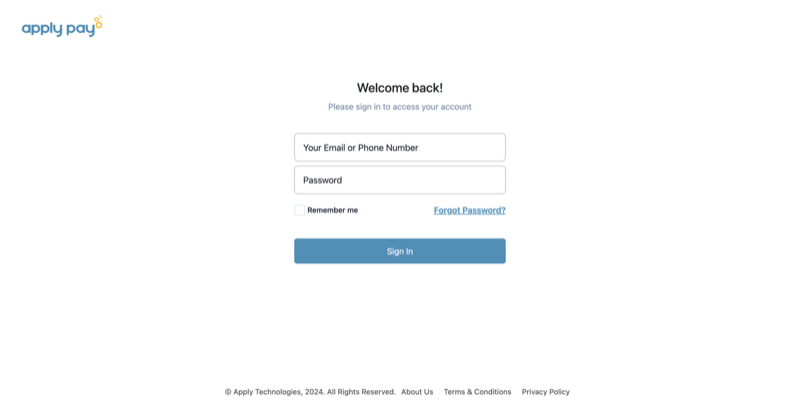 apply pay
Welcome back!
Please sign in to access your account
Your Email or Phone Number
Password
Remember me Forgot Password?
Sign In
© Apply Technologies, 2024. All Rights Reserved. About Us Terms & Conditions Privacy Policy